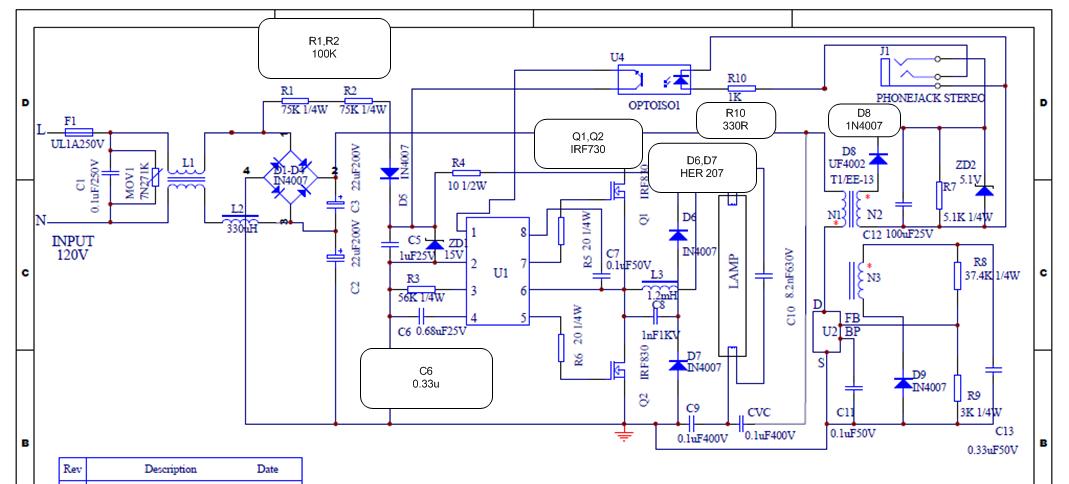 R1,R2
100K
U4
OPTOISO1
R10
1K
R10
330R
J1
PHONEJACK STEREO
D
D
R1
75K 1/4W
R2
75K 1/4W
Q1,Q2
IRF730
D8
1N4007
L
F1
UL1A250V
C1
0.1uF/250V
MOV1
7N271K
L1
1
4
D1-D4
IN4007
2
3
22uF200V
C3
IN4007
D5
R4
10 1/2W
IRF830
Q1
D6,D7
HER 207
D8
UF4002
T1/EE-13
ZD2
5.1V
R7
5.1K 1/4W
N1
N2
C12 100uF25V
N
L2
330uH
INPUT
120V
22uF200V
C2
C5
1uF25V
ZD1
15V
1
2
3
4
8
7
6
5
U1
R5 20 1/4W
C7
0.1uF50V
D6
IN4007
L3
1.2mH
LAMP
C10 8.2nF630V
C
C
N3
R8
37.4K 1/4W
R3
56K 1/4W
C6 0.68uF25V
C8
1nF1KV
R6 20 1/4W
IRF830
Q2
D7
IN4007
D
U2
S
FB
BP
C6
0.33u
D9
IN4007
R9
3K 1/4W
C9
0.1uF400V
CVC
0.1uF400V
C11
0.1uF50V
C13
0.33uF50V
B
B
Rev Description Date